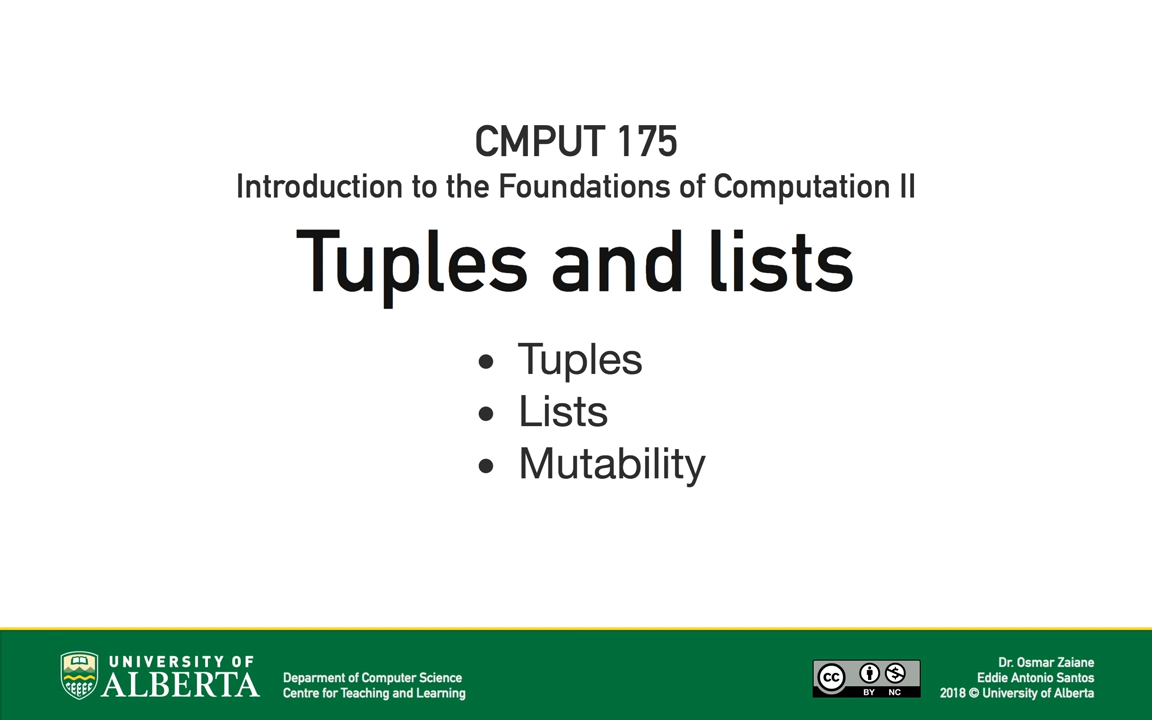 CMPUT 175
Introduction to the Foundations of Computation II
Tuples and lists
• Tuples
• Lists
• Mutability
UNIVERSITY OF
ALBERTA
Deparment of Computer Science
Centre for Teaching and Learning
cc
BY NC
Dr. Osmar Zaiane
Eddie Antonio Santos
2018 © University of Alberta